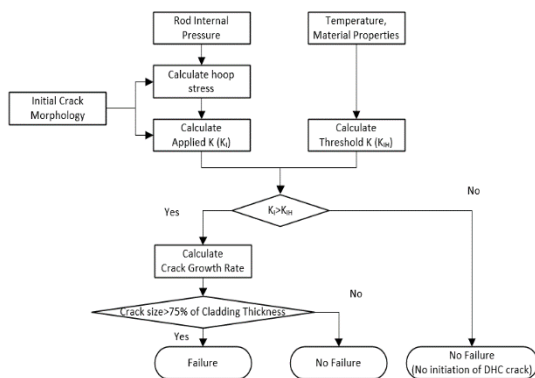 Rod Internal
Pressure
Temperature,
Material Properties
Calculate hoop
stress
Initial Crack
Morphology
Calculate
Applied K (KI)
Calculate
Threshold K (KIH)
No
KI>KIH
Yes
Calculate
Crack Growth Rate
No
Crack size>75% of Cladding Thickness
Yes
Failure
No Failure
No Failure
(No initiation of DHC crack)